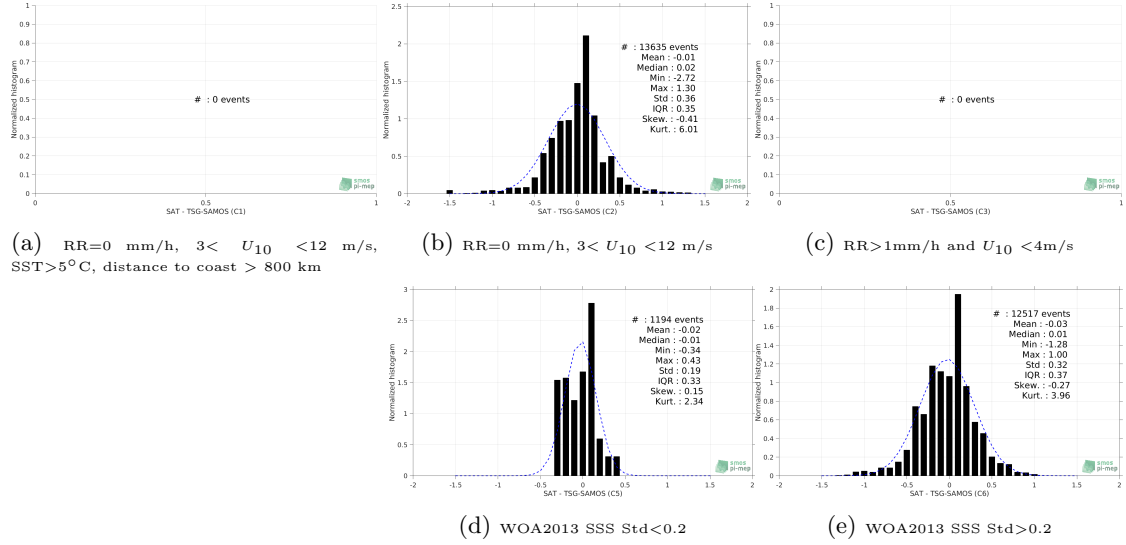 1
0.9
0.8
0.7
0.6
0.5
0.4
0.3
0.2
0.1
0
Normalized histogram
# : 0 events
smos
pi-mep
0 0.5 1
SAT - TSG-SAMOS (C1)
(a) RR=0 mm/h, 3< U10 <12 m/s,
SST>5°C, distance to coast > 800 km
2.5
2
1.5
1
0.5
0
Normalized histogram
# : 13635 events
Mean : -0.01
Median : 0.02
Min : -2.72
Max : 1.30
Std : 0.36
IQR : 0.35
Skew. : -0.41
Kurt. : 6.01
smos
pi-mep
-2 -1.5 -1 -0.5 0 0.5 1 1.5 2
SAT - TSG-SAMOS (C2)
(b) RR=0 mm/h, 3< U10 <12 m/s
1
0.9
0.8
0.7
0.6
0.5
0.4
0.3
0.2
0.1
0
Normalized histogram
# : 0 events
smos
pi-mep
0 0.5 1
SAT - TSG-SAMOS (C3)
(c) RR>1mm/h and U10 <4m/s
3
2.5
2
1.5
1
0.5
0
Normalized histogram
# : 1194 events
Mean : -0.02
Median : -0.01
Min : -0.34
Max : 0.43
Std : 0.19
IQR : 0.33
Skew. : 0.15
Kurt. : 2.34
smos
pi-mep
-2 -1.5 -1 -0.5 0 0.5 1 1.5 2
SAT - TSG-SAMOS (C5)
(d) WOA2013 SSS Std<0.2
2
1.8
1.6
1.4
1.2
1
0.8
0.6
0.4
0.2
0
Normalized histogram
# : 12517 events
Mean : -0.03
Median : 0.01
Min : -1.28
Max : 1.00
Std : 0.32
IQR : 0.37
Skew. : -0.27
Kurt. : 3.96
smos
pi-mep
-2 -1.5 -1 -0.5 0 0.5 1 1.5 2
SAT - TSG-SAMOS (C6)
(e) WOA2013 SSS Std>0.2